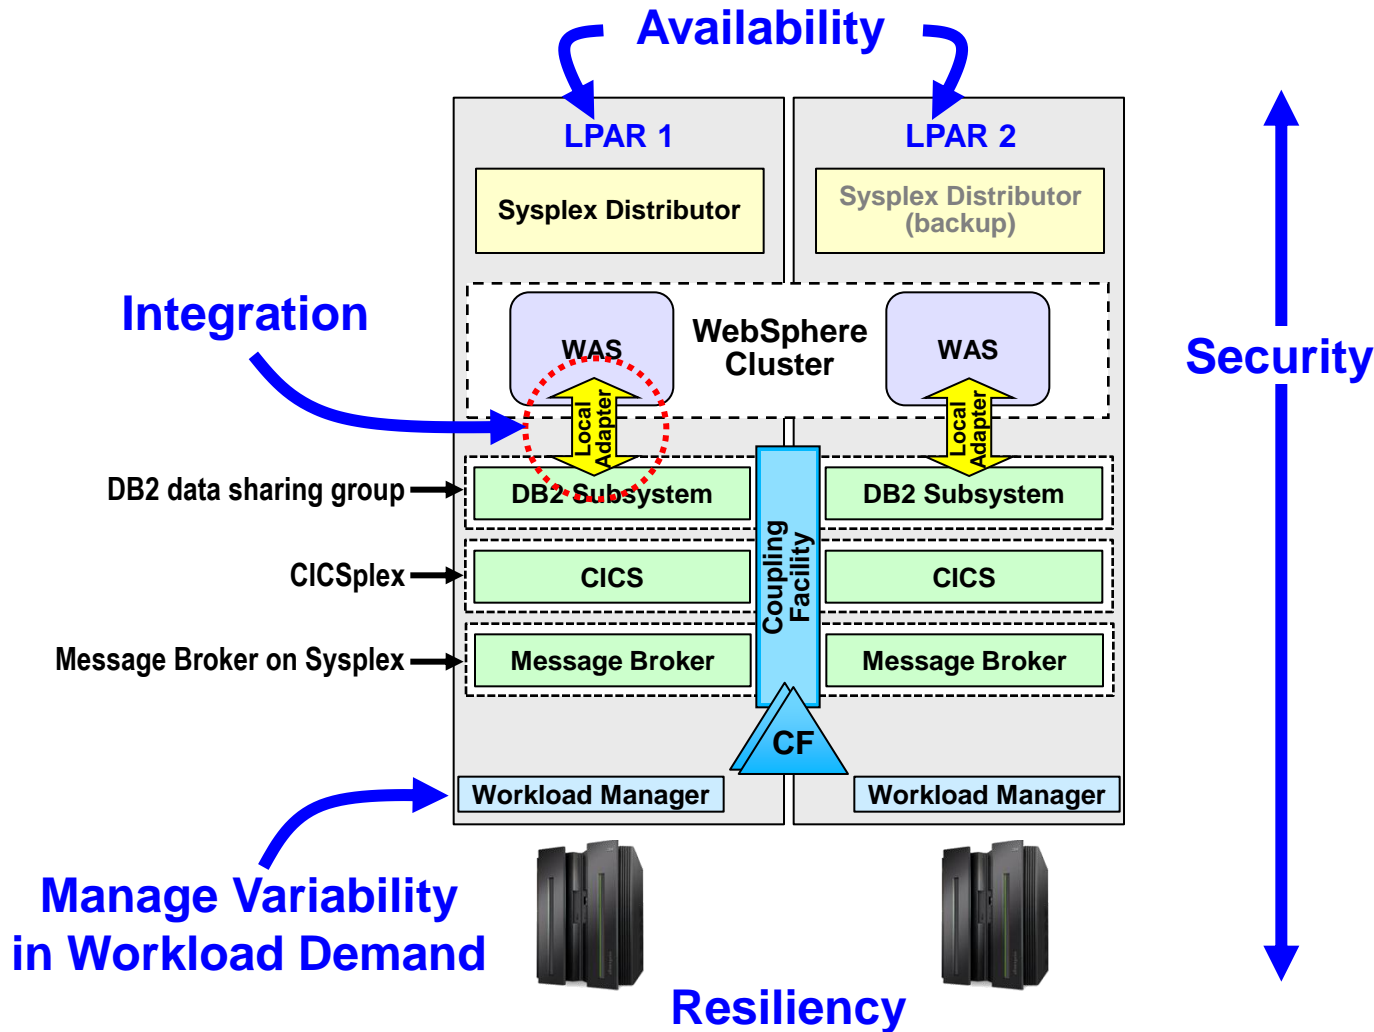 Availability
LPAR 1
LPAR 2
Sysplex Distributor
Sysplex Distributor
(backup)
Integration
WAS
WebSphere
Cluster
WAS
Security
Local
Adapter
Local
Adapter
DB2 data sharing group
DB2 Subsystem
DB2 Subsystem
Coupling
Facility
CICSplex
CICS
CICS
Message Broker on Sysplex
Message Broker
Message Broker
CF
Workload Manager
Workload Manager
Manage Variability
in Workload Demand
Resiliency